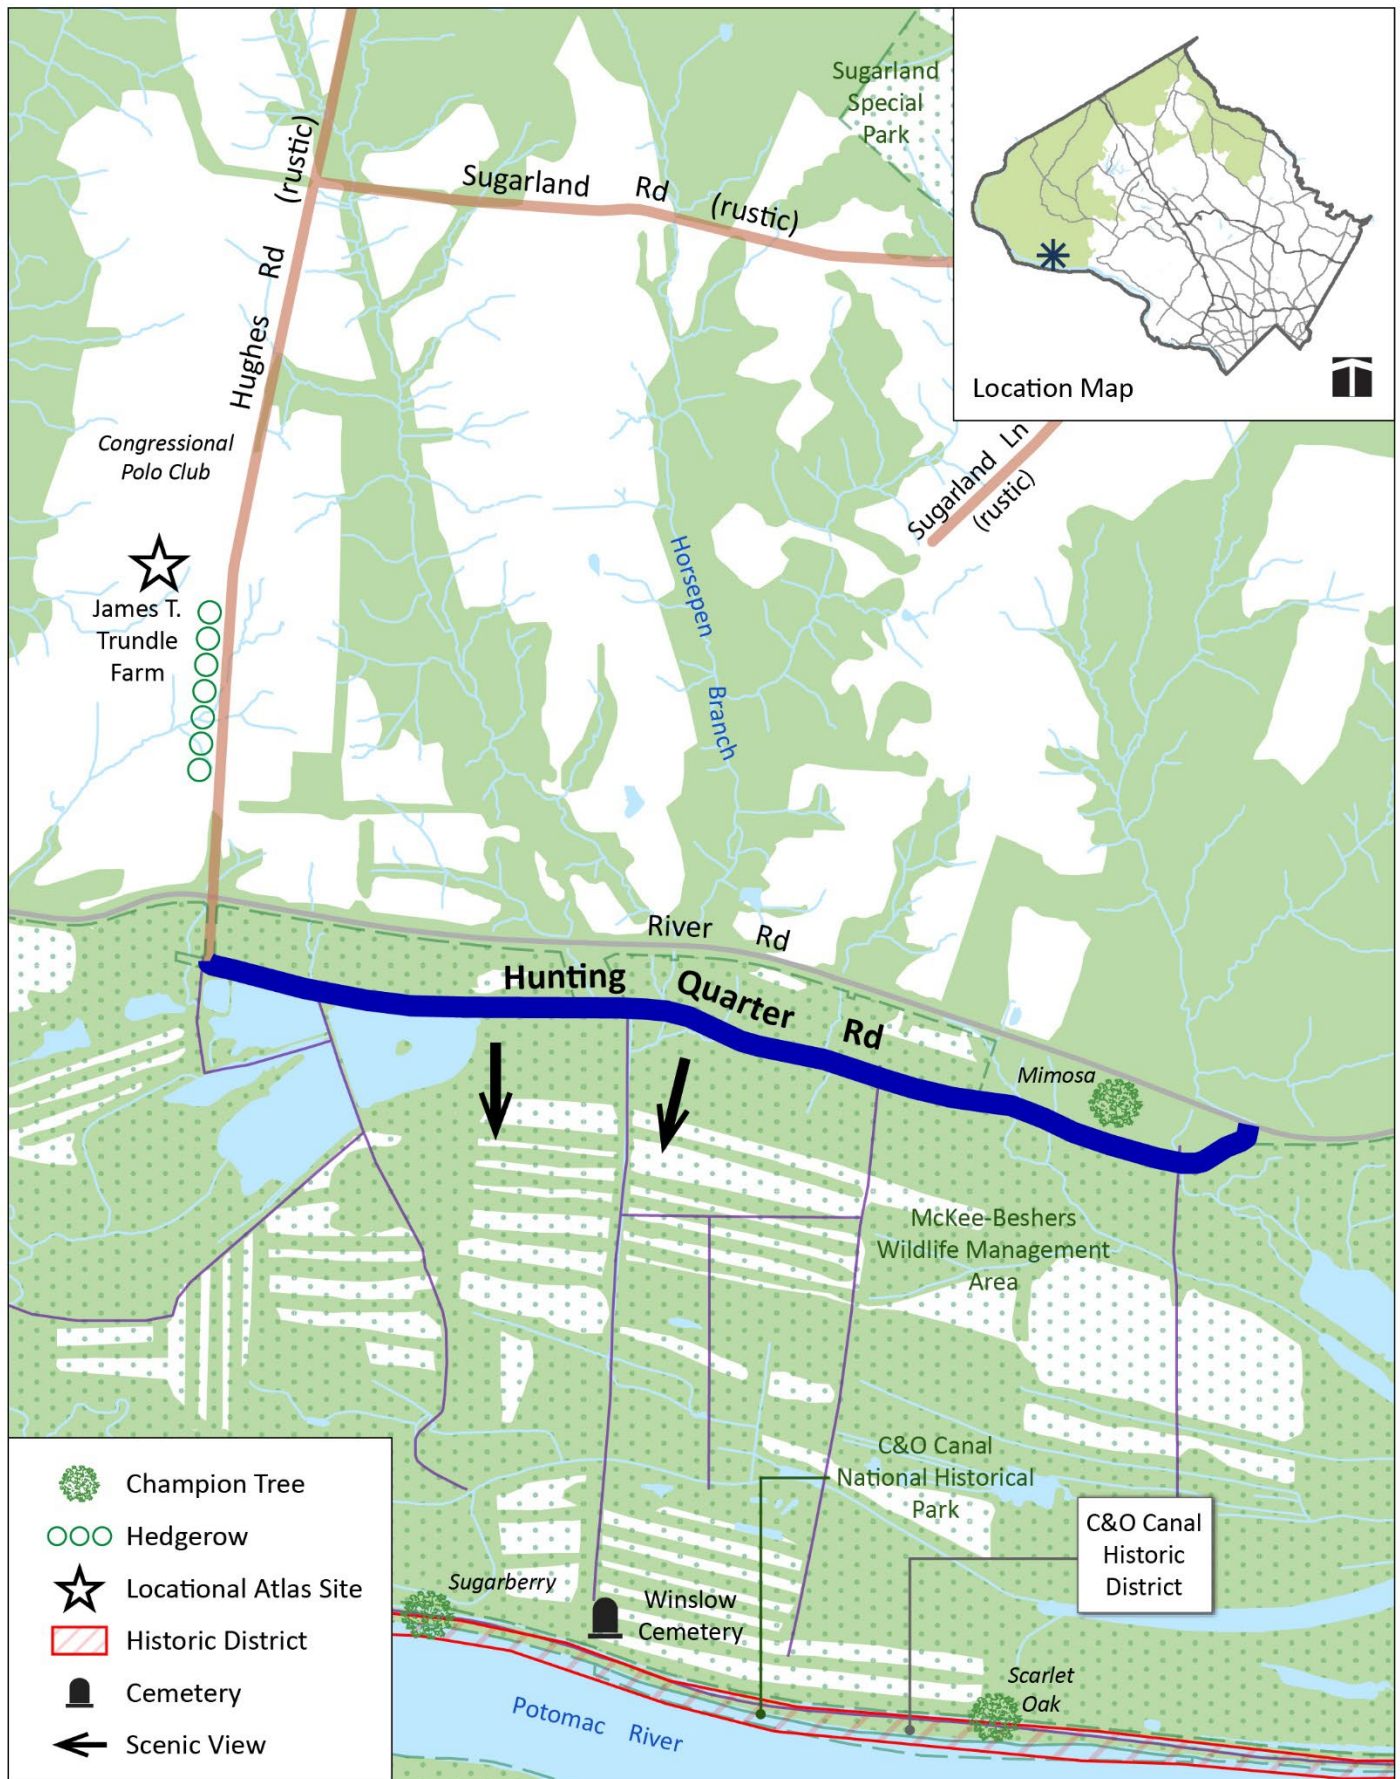 Sugarland
Special
Park
Location Map
Hughes Rd (rustic)
Sugarland Rd (rustic)
Sugarland Ln
(rustic)
Congressional
Polo Club
James T.
Trundle
Farm
Horsepen Branch
River Rd
Hunting Quarter Rd
Mimosa
McKee-Beshers
Wildlife Management
Area
C&O Canal
National Historical
Park
C&O Canal
Historic
District
Sugarberry
Winslow
Cemetery
Scarlet
Oak
Potomac River
Champion Tree
Hedgerow
Locational Atlas Site
Historic District
Cemetery
Scenic View